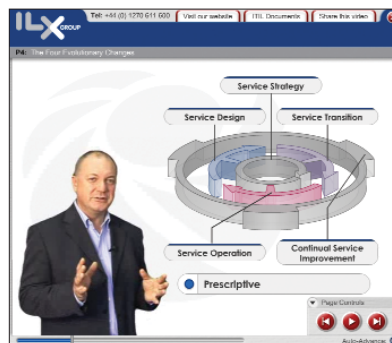 ILX GROUP
Tel: +44 (0) 1270 611 600
Visit our website
ITIL Documents
Share this video
P4: The Four Evolutionary Changes
Service Strategy
Service Design
Service Transition
Service Operation
Continual Service
Improvement
Prescriptive
Page Controls
Auto-Advance: